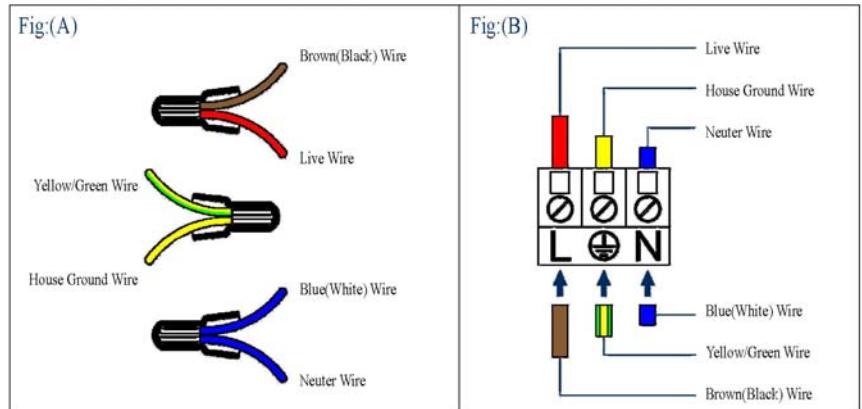 Fig:(A)
Brown(Black) Wire
Live Wire
Yellow/Green Wire
House Ground Wire
Blue(White) Wire
Neuter Wire
Fig:(B)
Live Wire
House Ground Wire
Neuter Wire
L N
Blue(White) Wire
Yellow/Green Wire
Brown(Black) Wire